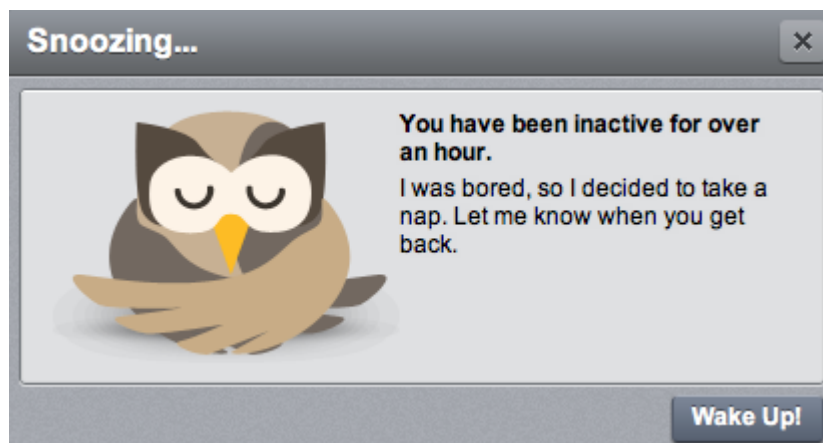 Snoozing...
You have been inactive for over
an hour.
I was bored, so I decided to take a
nap. Let me know when you get
back.
Wake Up!